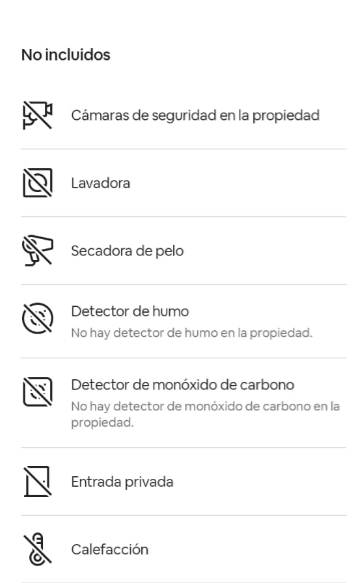 No incluidos
Cámaras de seguridad en la propiedad
Lavadora
Secadora de pelo
Detector de humo
No hay detector de humo en la propiedad.
Detector de monóxido de carbono
No hay detector de monóxido de carbono en la
propiedad.
Entrada privada
Calefacción